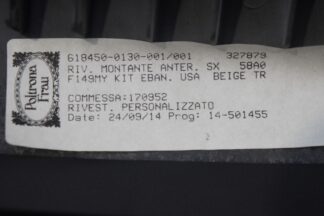 Poltrona
Frau
618450-0130-001/001 327879
RIV. MONTANTE ANTER. SX 58A0
F149MY KIT EBAN. USA BEIGE TR
COMMESSA:170952
RIVEST. PERSONALIZZATO
Date: 24/09/14 Prog: 14-501455